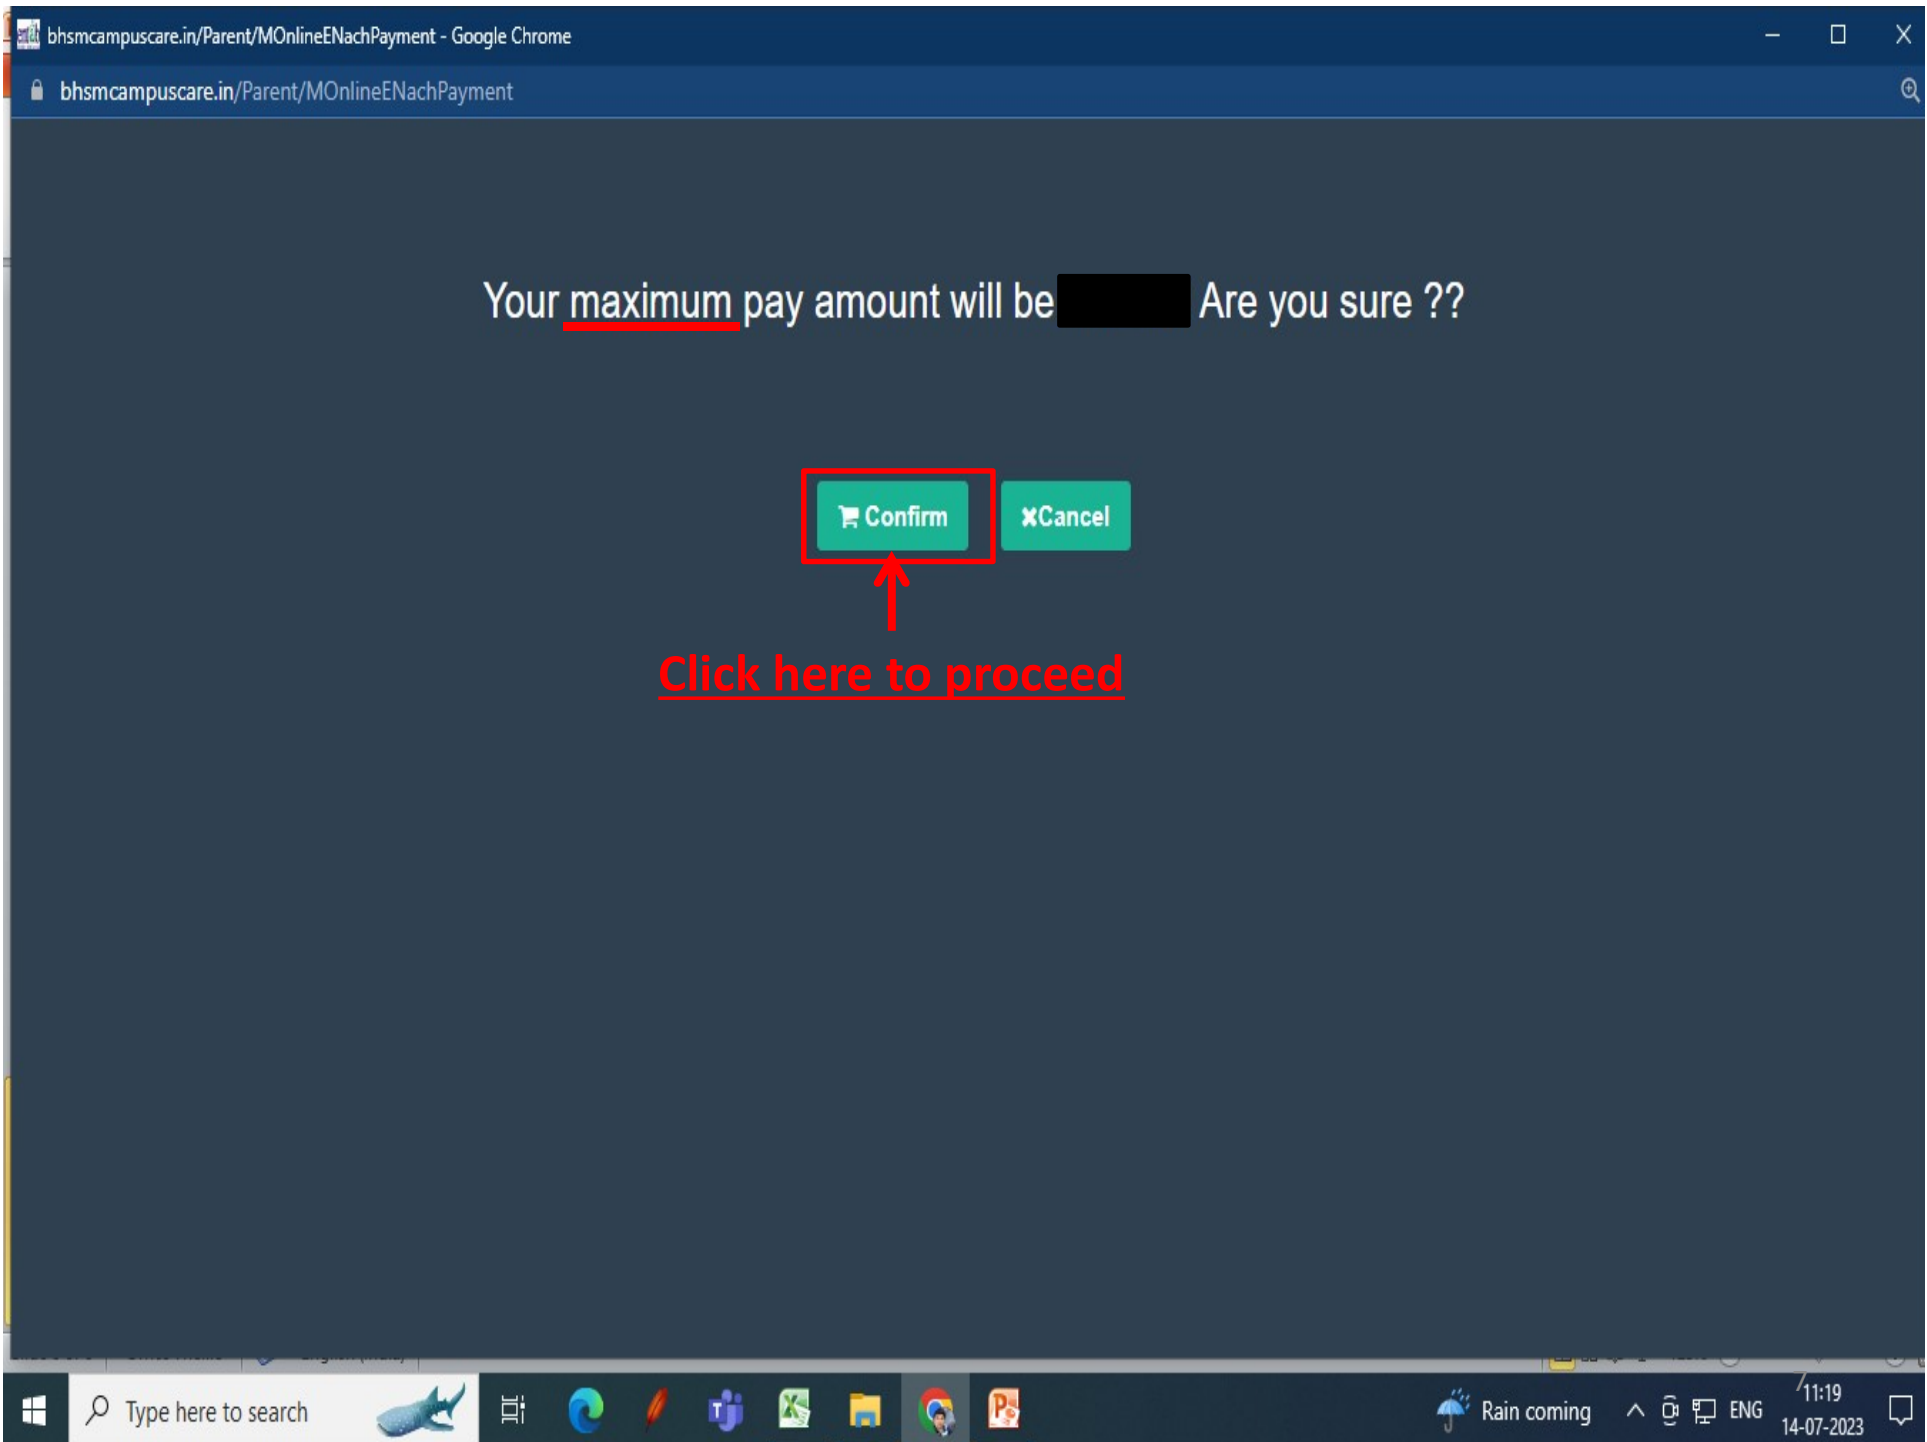 bhsmcampuscare.in/Parent/MOnlineENachPayment - Google Chrome
bhsmcampuscare.in/Parent/MOnlineENachPayment
Your maximum pay amount will be Are you sure ??
Confirm
Cancel
Click here to proceed
Type here to search
Rain coming
ENG
11:19
14-07-2023